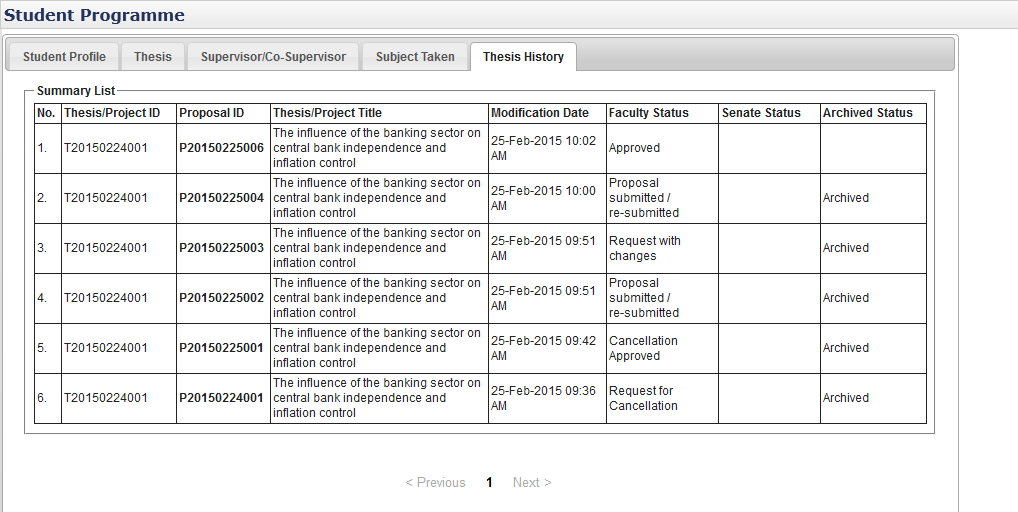 Student Programme
Student Profile Thesis Supervisor/Co-Supervisor Subject Taken Thesis History
Summary List
No. Thesis/Project ID Proposal ID Thesis/Project Title Modification Date Faculty Status Senate Status Archived Status
1. T20150224001 P20150225006 The influence of the banking sector on central bank independence and inflation control 25-Feb-2015 10:02 AM Approved
2. T20150224001 P20150225004 The influence of the banking sector on central bank independence and inflation control 25-Feb-2015 10:00 AM Proposal submitted / re-submitted Archived
3. T20150224001 P20150225003 The influence of the banking sector on central bank independence and inflation control 25-Feb-2015 09:51 AM Request with changes Archived
4. T20150224001 P20150225002 The influence of the banking sector on central bank independence and inflation control 25-Feb-2015 09:51 AM Proposal submitted / re-submitted Archived
5. T20150224001 P20150225001 The influence of the banking sector on central bank independence and inflation control 25-Feb-2015 09:42 AM Cancellation Approved Archived
6. T20150224001 P20150224001 The influence of the banking sector on central bank independence and inflation control 25-Feb-2015 09:36 AM Request for Cancellation Archived
< Previous 1 Next >